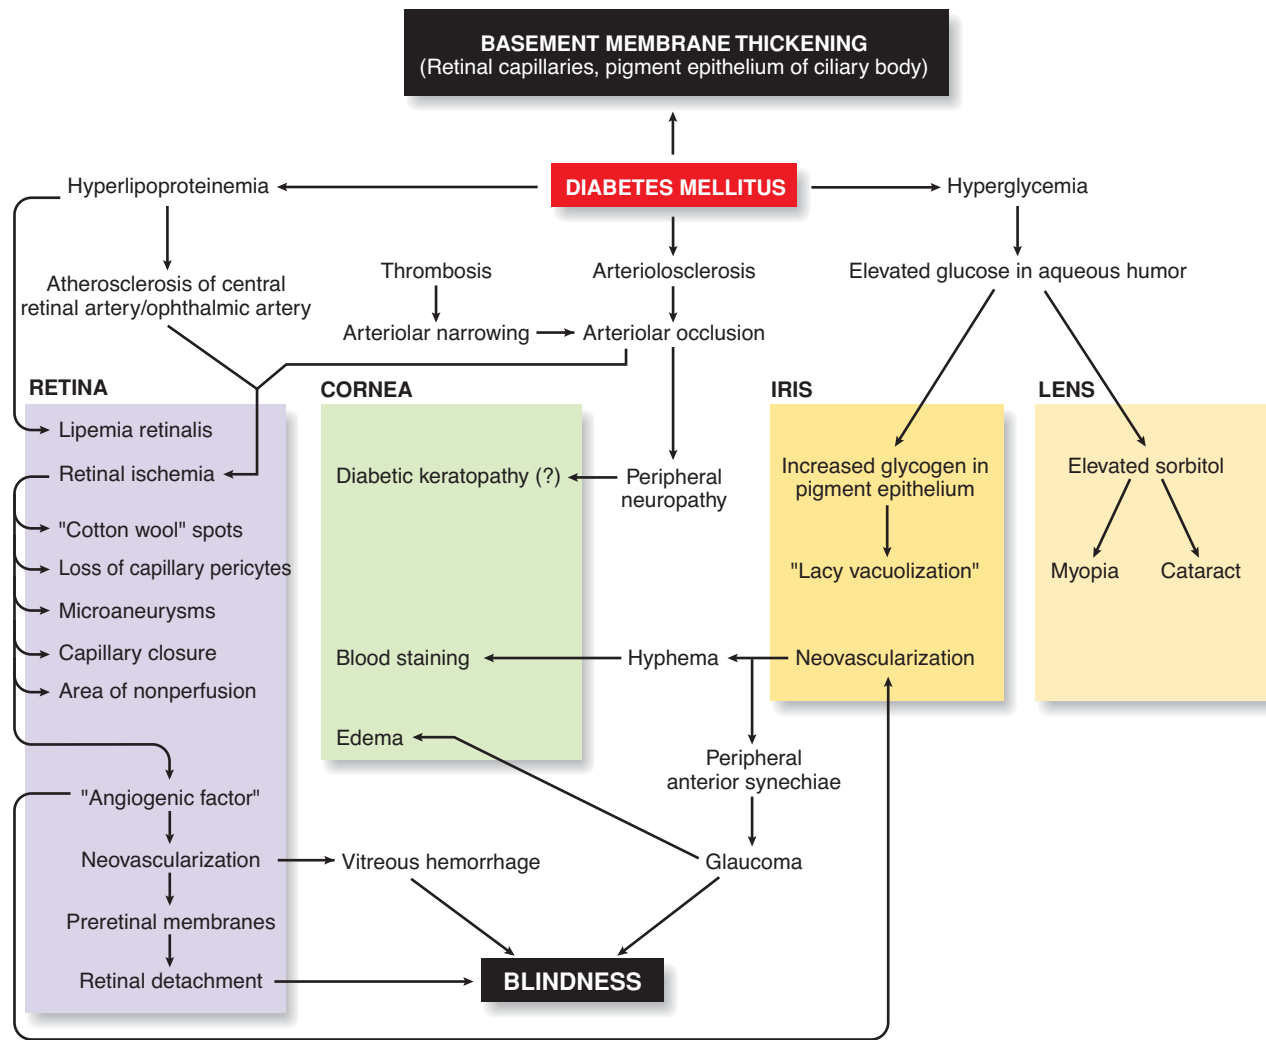 BASEMENT MEMBRANE THICKENING
(Retinal capillaries, pigment epithelium of ciliary body)
Hyperlipoproteinemia
DIABETES MELLITUS
Hyperglycemia
Atherosclerosis of central
retinal artery/ophthalmic artery
Thrombosis
Arteriolosclerosis
Elevated glucose in aqueous humor
Arteriolar narrowing
Arteriolar occlusion
RETINA
CORNEA
IRIS
LENS
Lipemia retinalis
Retinal ischemia
"Cotton wool" spots
Loss of capillary pericytes
Microaneurysms
Capillary closure
Area of nonperfusion
"Angiogenic factor"
Neovascularization
Preretinal membranes
Retinal detachment
Diabetic keratopathy (?)
Peripheral
neuropathy
Blood staining
Hyphema
Edema
Peripheral
anterior synechiae
Vitreous hemorrhage
Glaucoma
BLINDNESS
Increased glycogen in
pigment epithelium
"Lacy vacuolization"
Neovascularization
Elevated sorbitol
Myopia
Cataract